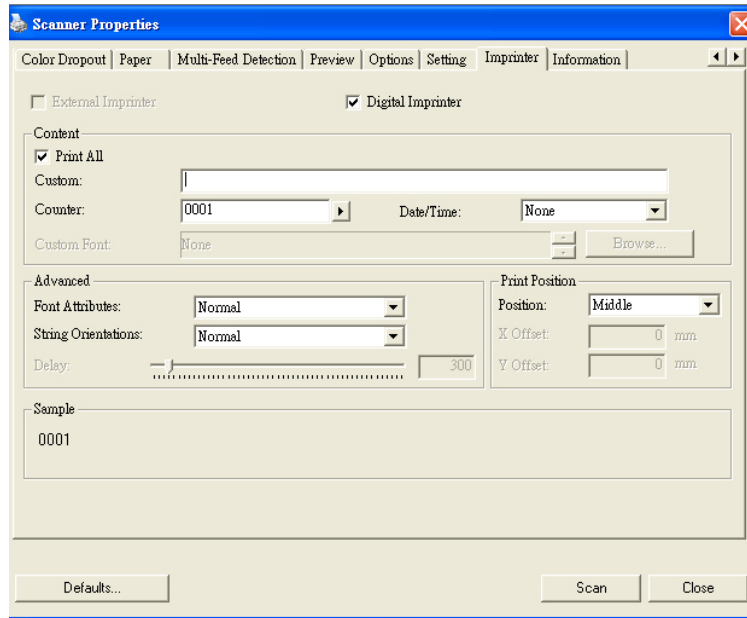 Scanner Properties
Color Dropout Paper Multi-Feed Detection Preview Options Setting Imprinter Information
External Imprinter Digital Imprinter
Content
Print All
Custom:
Counter: 0001 Date/Time: None
Custom Font: None Browse...
Advanced Print Position
Font Attributes: Normal Position: Middle
String Orientations: Normal X Offset: 0 mm
Delay: 300 Y Offset: 0 mm
Sample
0001
Defaults... Scan Close